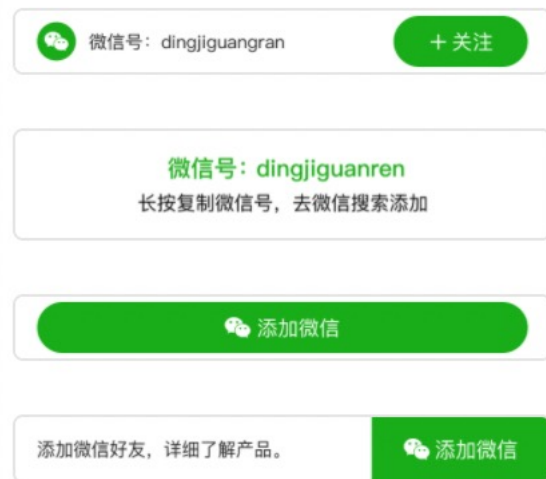 微信号：dingjiguangran
＋关注
微信号：dingjiguanren
长按复制微信号，去微信搜索添加
添加微信
添加微信好友，详细了解产品。
添加微信